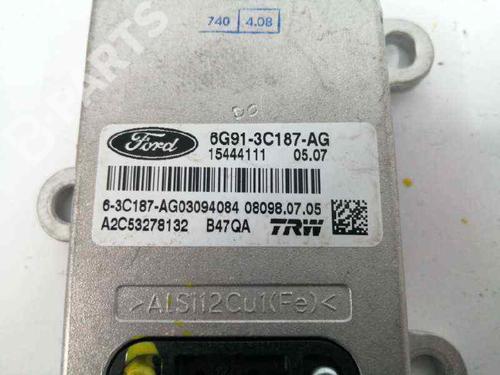 740 4.08
B-PARTS
Ford
6G91-3C187-AG
15444111 05.07
6-3C187-AG03094084 08098.07.05
A2C53278132 B47QA TRW
>ALSi12Cu1(Fe)<